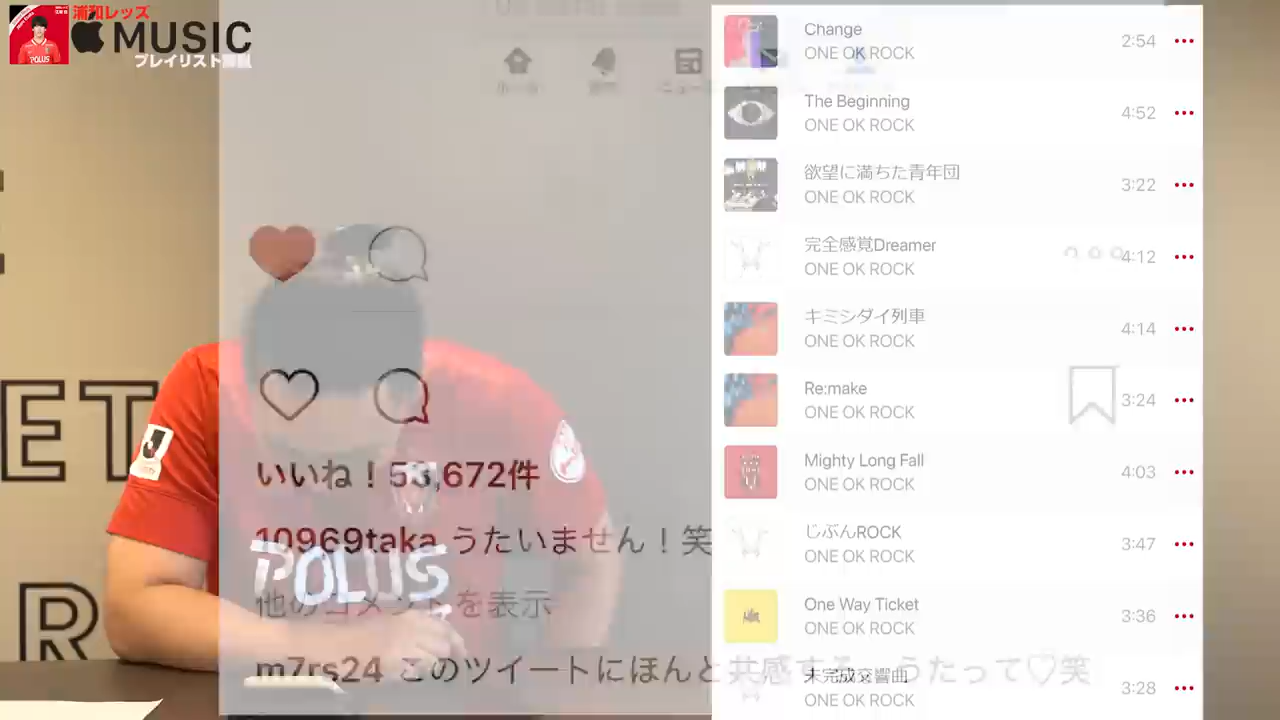 浦和レッズ
MUSIC
プレイリスト
POLUS
Change
ONE OK ROCK
2:54
The Beginning
ONE OK ROCK
4:52
欲望に満ちた青年団
ONE OK ROCK
3:22
完全感覚Dreamer
ONE OK ROCK
4:12
キミシダイ列車
ONE OK ROCK
4:14
Re:make
ONE OK ROCK
3:24
Mighty Long Fall
ONE OK ROCK
4:03
じぶんROCK
ONE OK ROCK
3:47
One Way Ticket
ONE OK ROCK
3:36
未完成交響曲
ONE OK ROCK
3:28
ET
R
いいね！53,672件
10969taka うたいません！笑
他のコメントを表示
m7rs24 このツイートにほんと共感する。うたって♡笑
POLUS